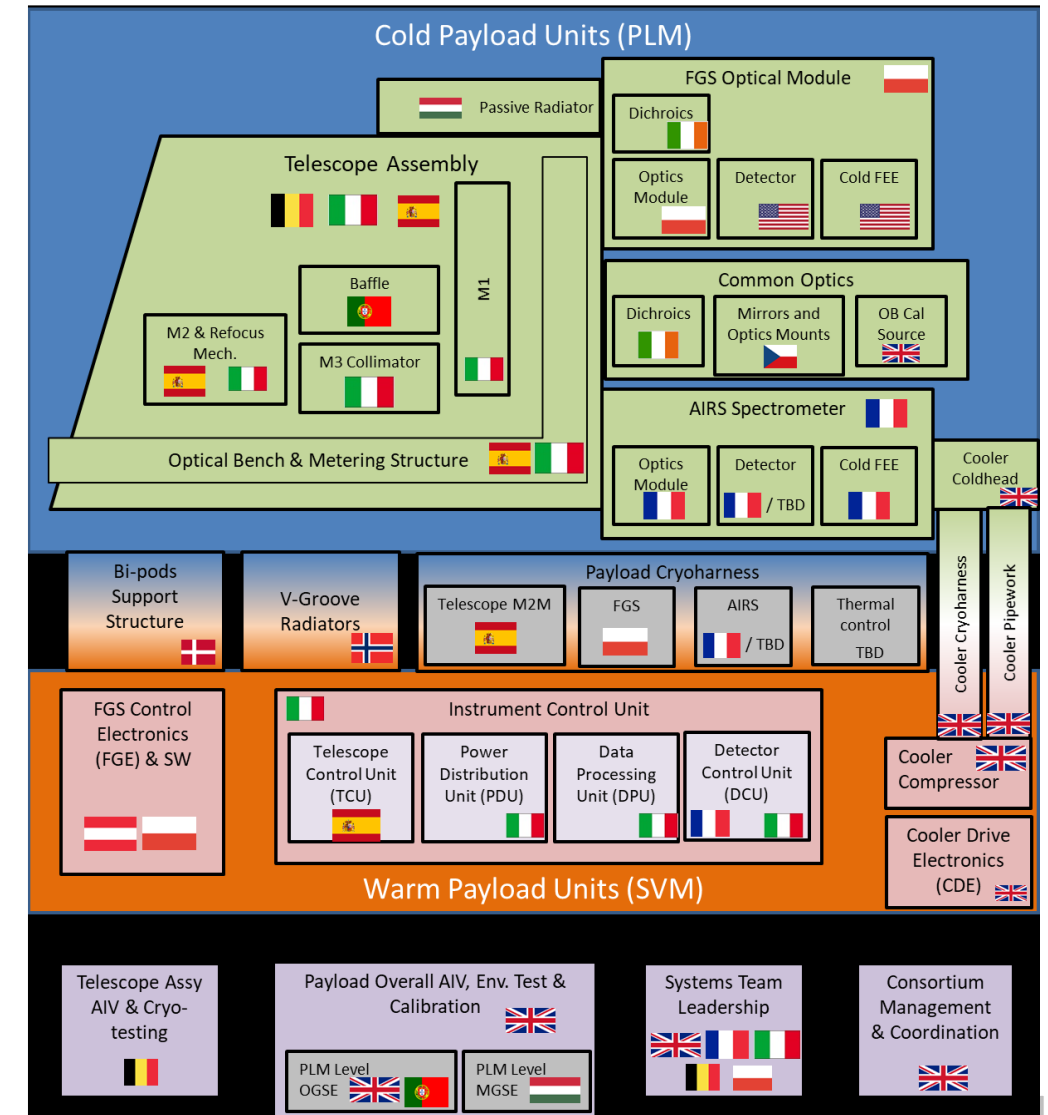 Cold Payload Units (PLM)
FGS Optical Module
Passive Radiator
Dichroics
Telescope Assembly
Optics
Module
Detector
Cold FEE
M1
Baffle
Common Optics
M2 & Refocus
Mech.
Dichroics
Mirrors and
Optics Mounts
OB Cal
Source
M3 Collimator
AIRS Spectrometer
Optical Bench & Metering Structure
Optics
Module
Detector
/ TBD
Cold FEE
Cooler
Coldhead
Bi-pods
Support
Structure
V-Groove
Radiators
Payload Cryoharness
Telescope M2M
FGS
AIRS
/ TBD
Thermal
control
TBD
Cooler Cryoharness
Cooler Pipework
FGS Control
Electronics
(FGE) & SW
Instrument Control Unit
Telescope
Control Unit
(TCU)
Power
Distribution
Unit (PDU)
Data
Processing
Unit (DPU)
Detector
Control Unit
(DCU)
Cooler
Compressor
Cooler Drive
Electronics
(CDE)
Warm Payload Units (SVM)
Telescope Assy
AIV & Cryo-
testing
Payload Overall AIV, Env. Test &
Calibration
PLM Level
OGSE
PLM Level
MGSE
Systems Team
Leadership
Consortium
Management
& Coordination